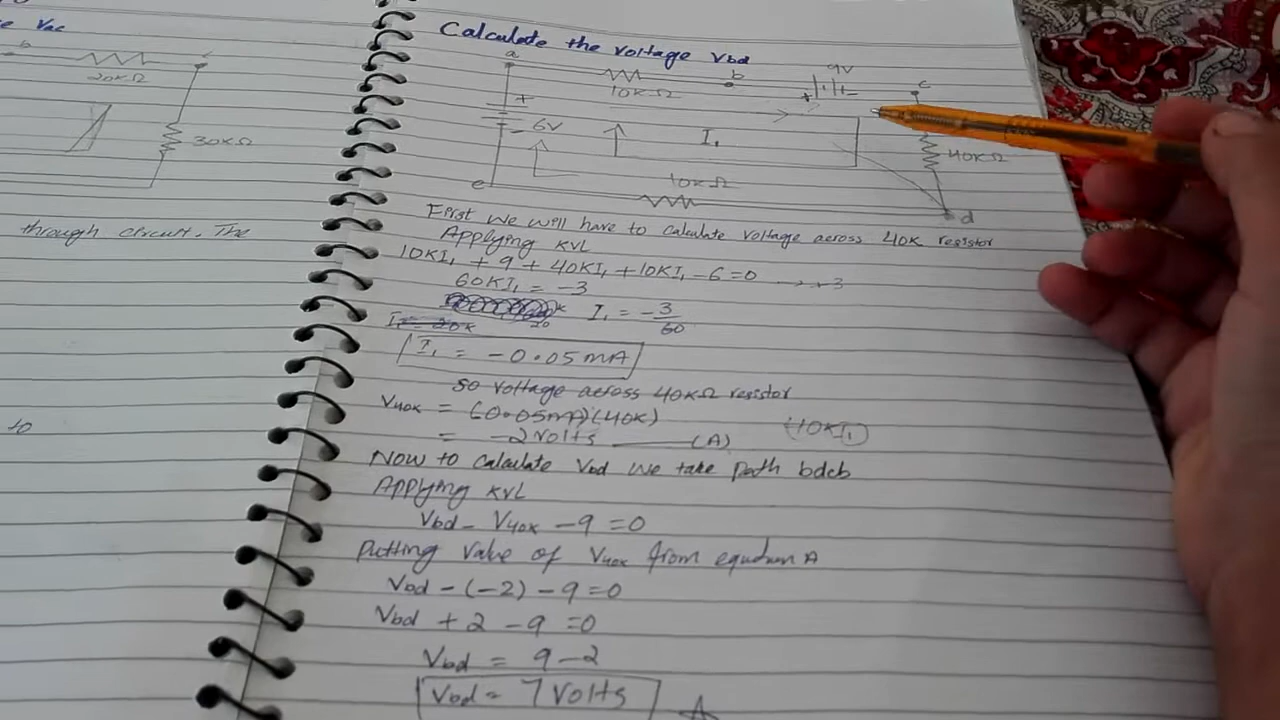 Vac
b
20KΩ
30KΩ
through circuit. The
to
Calculate the voltage Vbd
a
10KΩ
b
+ -
9V
c
+
- 6V
I₁
40KΩ
e
10KΩ
d
First we will have to calculate voltage across 40K resistor
Applying KVL
10KI₁ + 9 + 40KI₁ + 10KI₁ - 6 = 0
60KI₁ = -3
I₁ = -3/60
I₁ = -0.05mA
So voltage across 40KΩ resistor
V40K = (0.05mA)(40K)
(10KI₁)
= -2 volts (A)
Now to calculate Vbd we take path bdcb
Applying KVL
Vbd - V40K - 9 = 0
Putting value of V40K from equation A
Vbd - (-2) - 9 = 0
Vbd + 2 - 9 = 0
Vbd = 9 - 2
Vbd = 7 volts